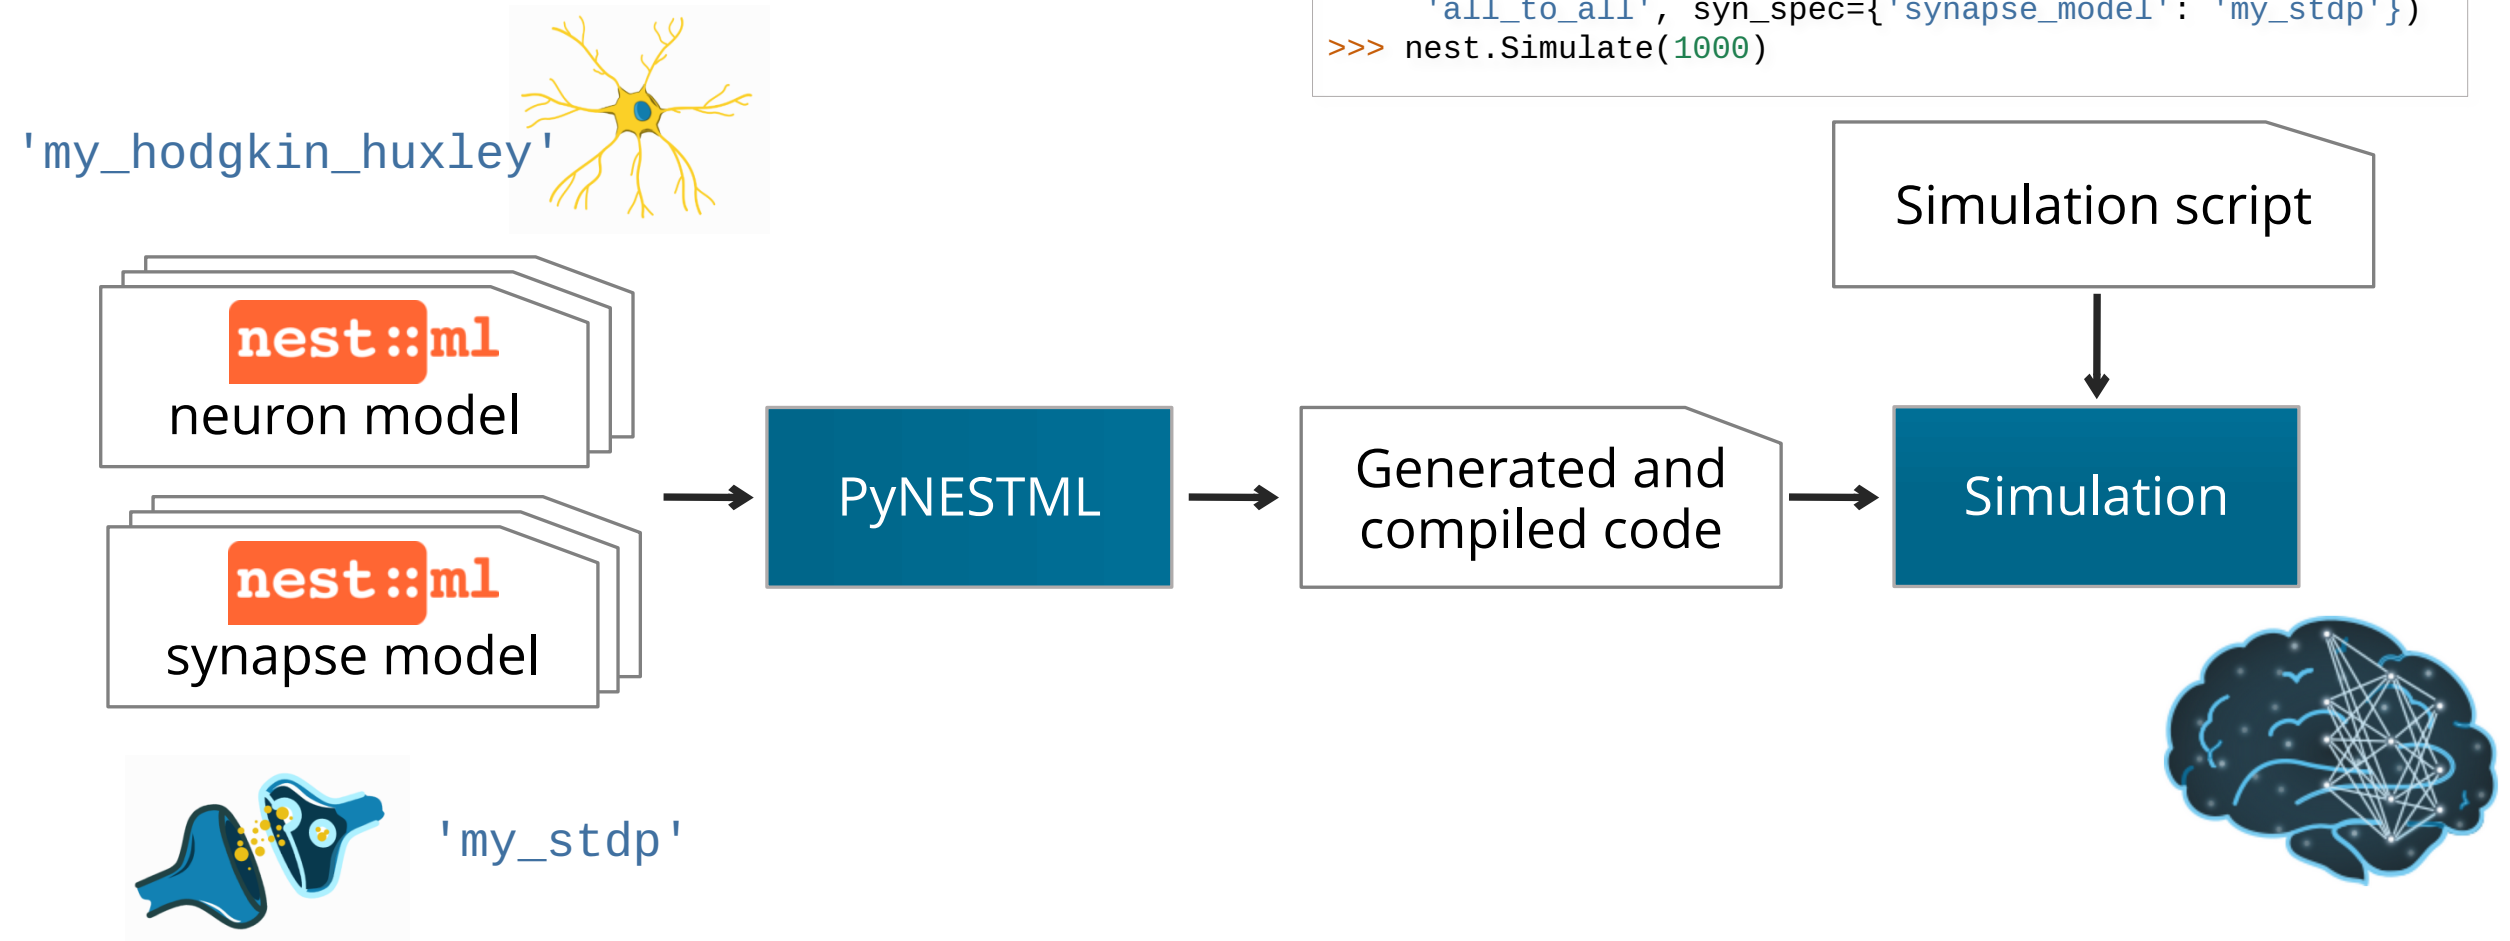 'all_to_all', syn_spec={'synapse_model': 'my_stdp'})
>>> nest.Simulate(1000)
'my_hodgkin_huxley'
Simulation script
nest::ml
neuron model
PyNESTML
Generated and
compiled code
Simulation
nest::ml
synapse model
'my_stdp'